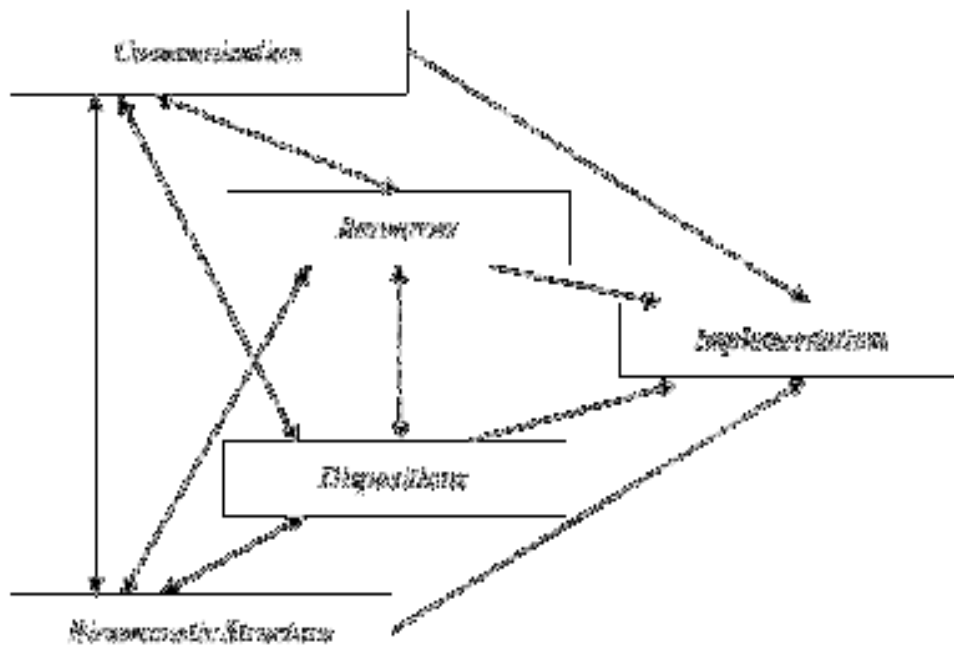 Communication
Resources
Implementation
Dispositions
Bureaucratic Structure